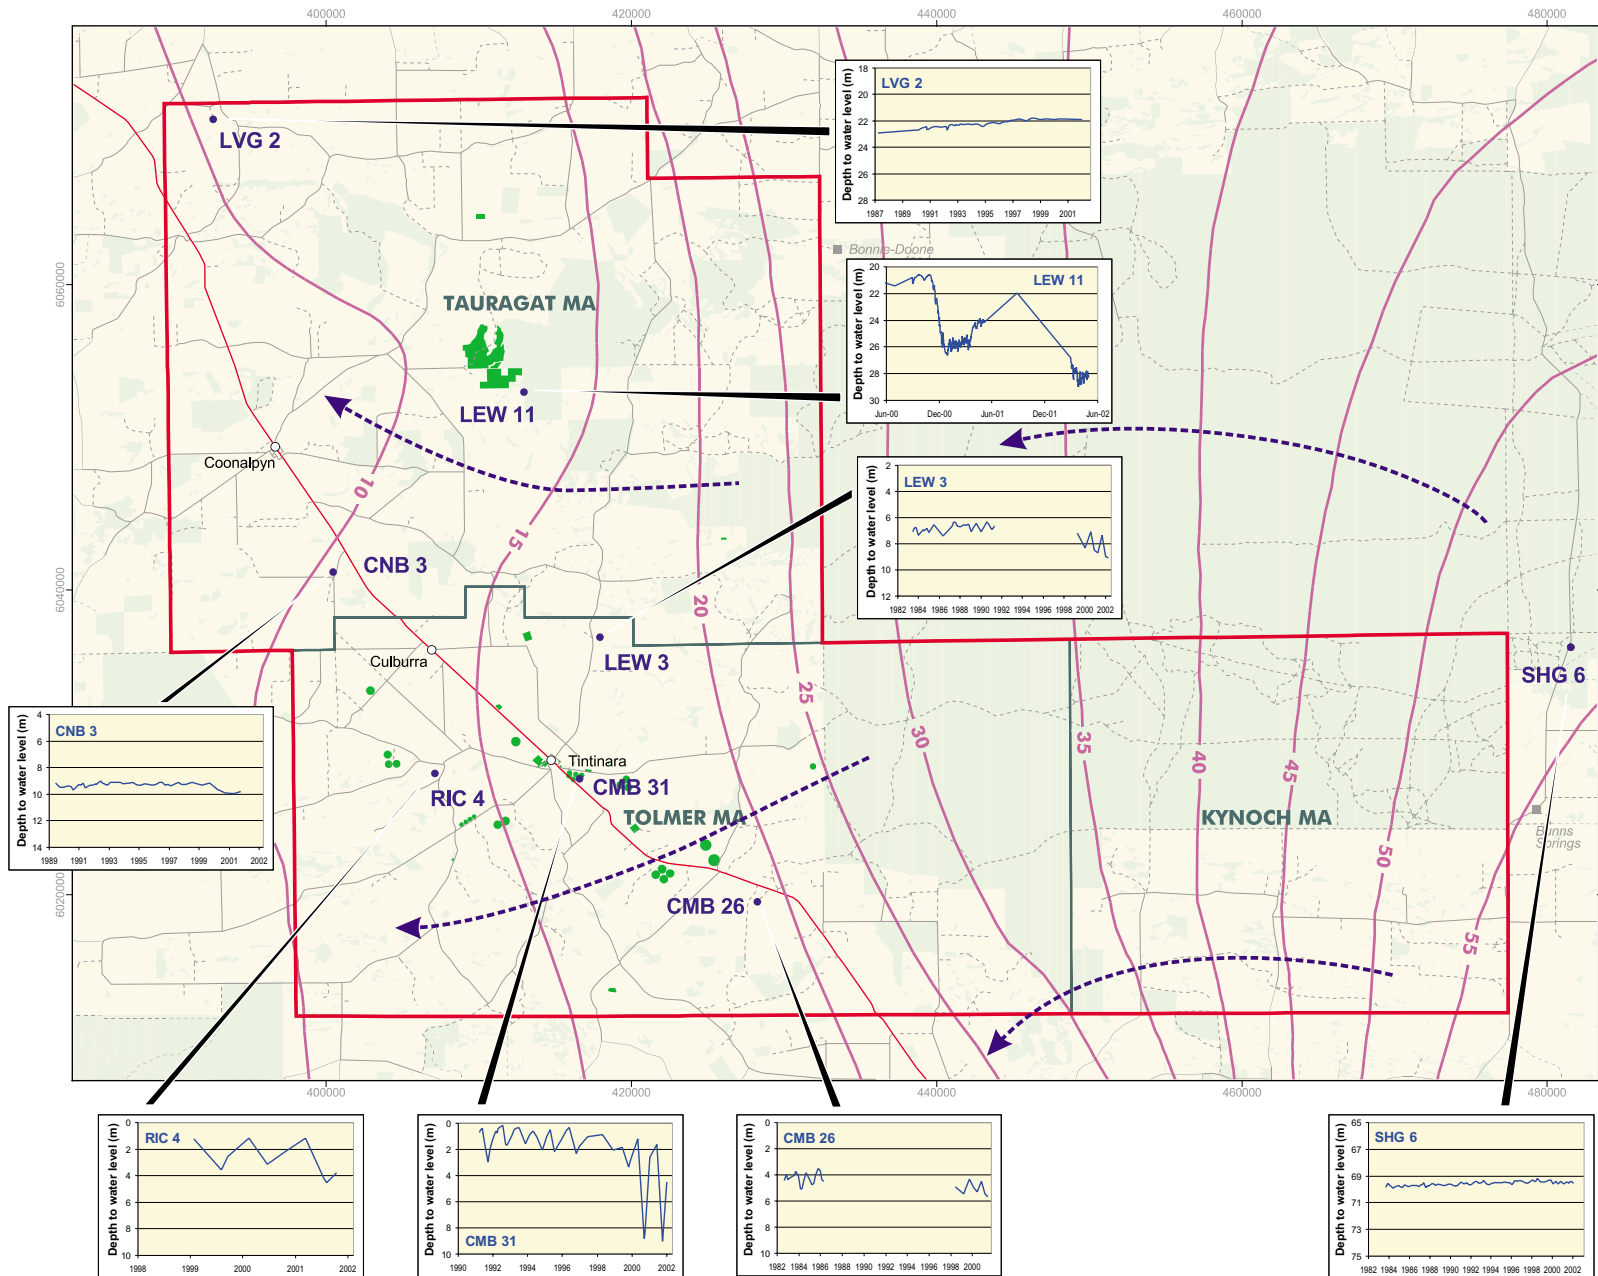 400000 420000 440000 460000 480000
6060000
6040000
6020000
400000 420000 440000 460000 480000
LVG 2
Bonnie-Doone
TAURAGAT MA
LEW 11
Coonalpyn
10
15
20
25
30
35
40
45
50
55
CNB 3
Culburra
LEW 3
SHG 6
Tintinara
RIC 4
CMB 31
TOLMER MA
KYNOCH MA
Bunns
Springs
CMB 26
Depth to water level (m)
LVG 2
18
20
22
24
26
28
1987 1989 1991 1993 1995 1997 1999 2001
Depth to water level (m)
LEW 11
20
22
24
26
28
30
Jun-00 Dec-00 Jun-01 Dec-01 Jun-02
Depth to water level (m)
LEW 3
2
4
6
8
10
12
1982 1984 1986 1988 1990 1992 1994 1996 1998 2000 2002
Depth to water level (m)
CNB 3
4
6
8
10
12
14
1989 1991 1993 1995 1997 1999 2001 2002
Depth to water level (m)
RIC 4
0
2
4
6
8
10
1998 1999 2000 2001 2002
Depth to water level (m)
CMB 31
0
2
4
6
8
10
1990 1992 1994 1996 1998 2000 2002
Depth to water level (m)
CMB 26
0
2
4
6
8
10
1982 1984 1986 1988 1990 1992 1994 1996 1998 2000
Depth to water level (m)
SHG 6
65
67
69
71
73
75
1982 1984 1986 1988 1990 1992 1994 1996 1998 2000 2002